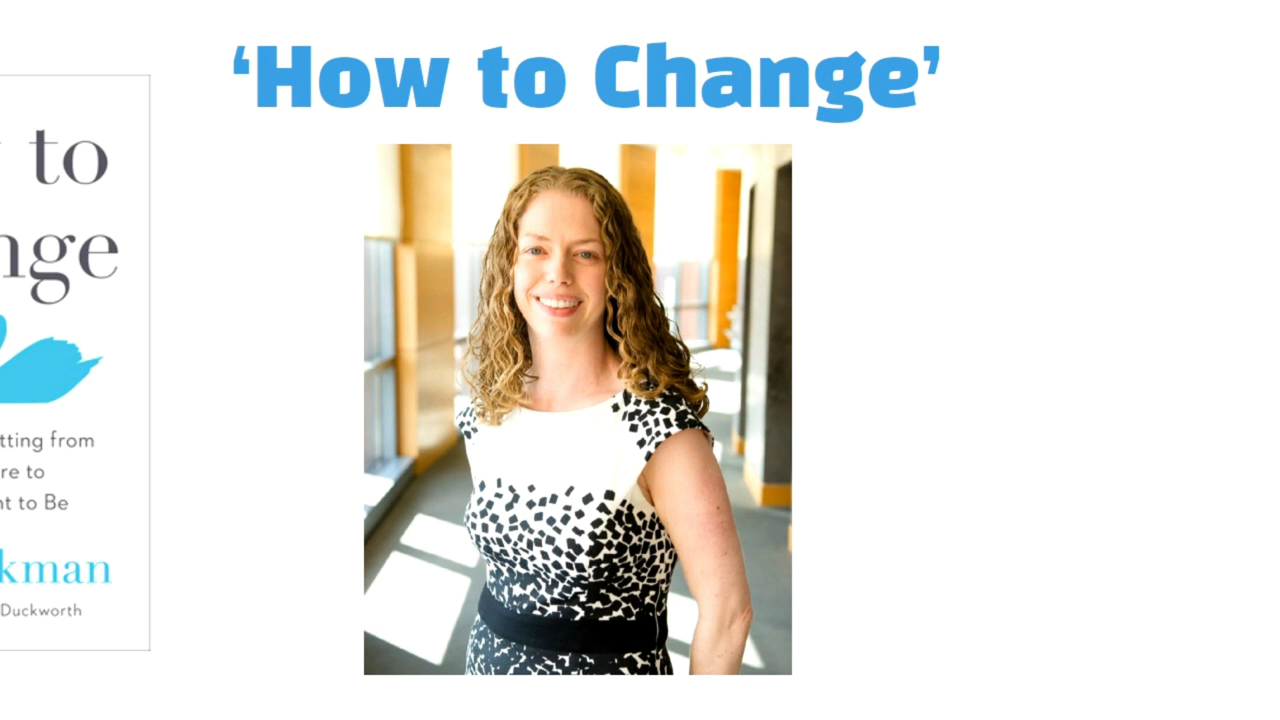 ‘How to Change’
to
nge
tting from
re to
nt to Be
kman
Duckworth